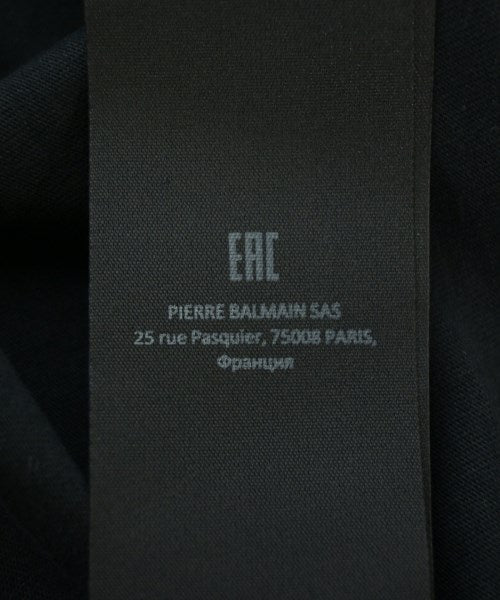 EAC
PIERRE BALMAIN SAS
25 rue Pasquier, 75008 PARIS,
Франция